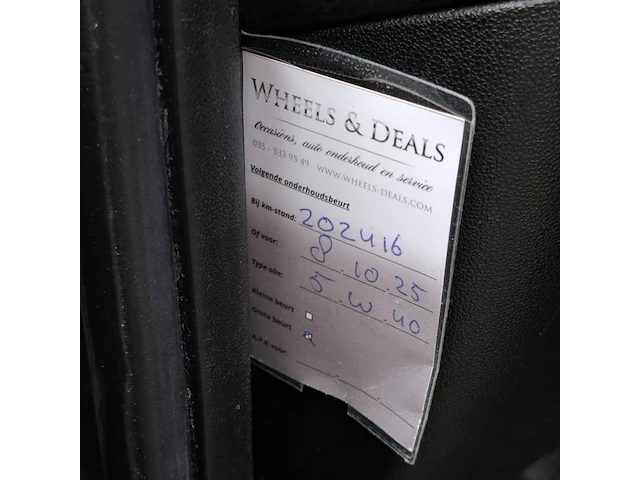 WHEELS & DEALS
Occasions, auto onderhoud en service
035 - 533 95 49 WWW.WHEELS-DEALS.COM
Volgende onderhoudsbeurt
Bij km-stand: 202416
Of voor: 8.10.25
Type olie: 5 W 40
Kleine beurt
Grote beurt
A.P.K voor: